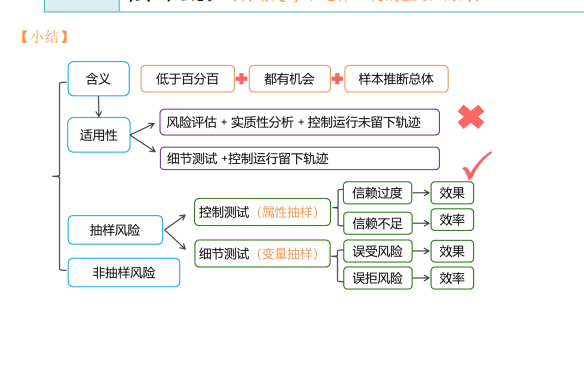 【小结】
含义
低于百分百
都有机会
样本推断总体
适用性
风险评估 + 实质性分析 + 控制运行未留下轨迹
细节测试 +控制运行留下轨迹
抽样风险
控制测试（属性抽样）
信赖过度
效果
信赖不足
效率
细节测试（变量抽样）
误受风险
效果
误拒风险
效率
非抽样风险